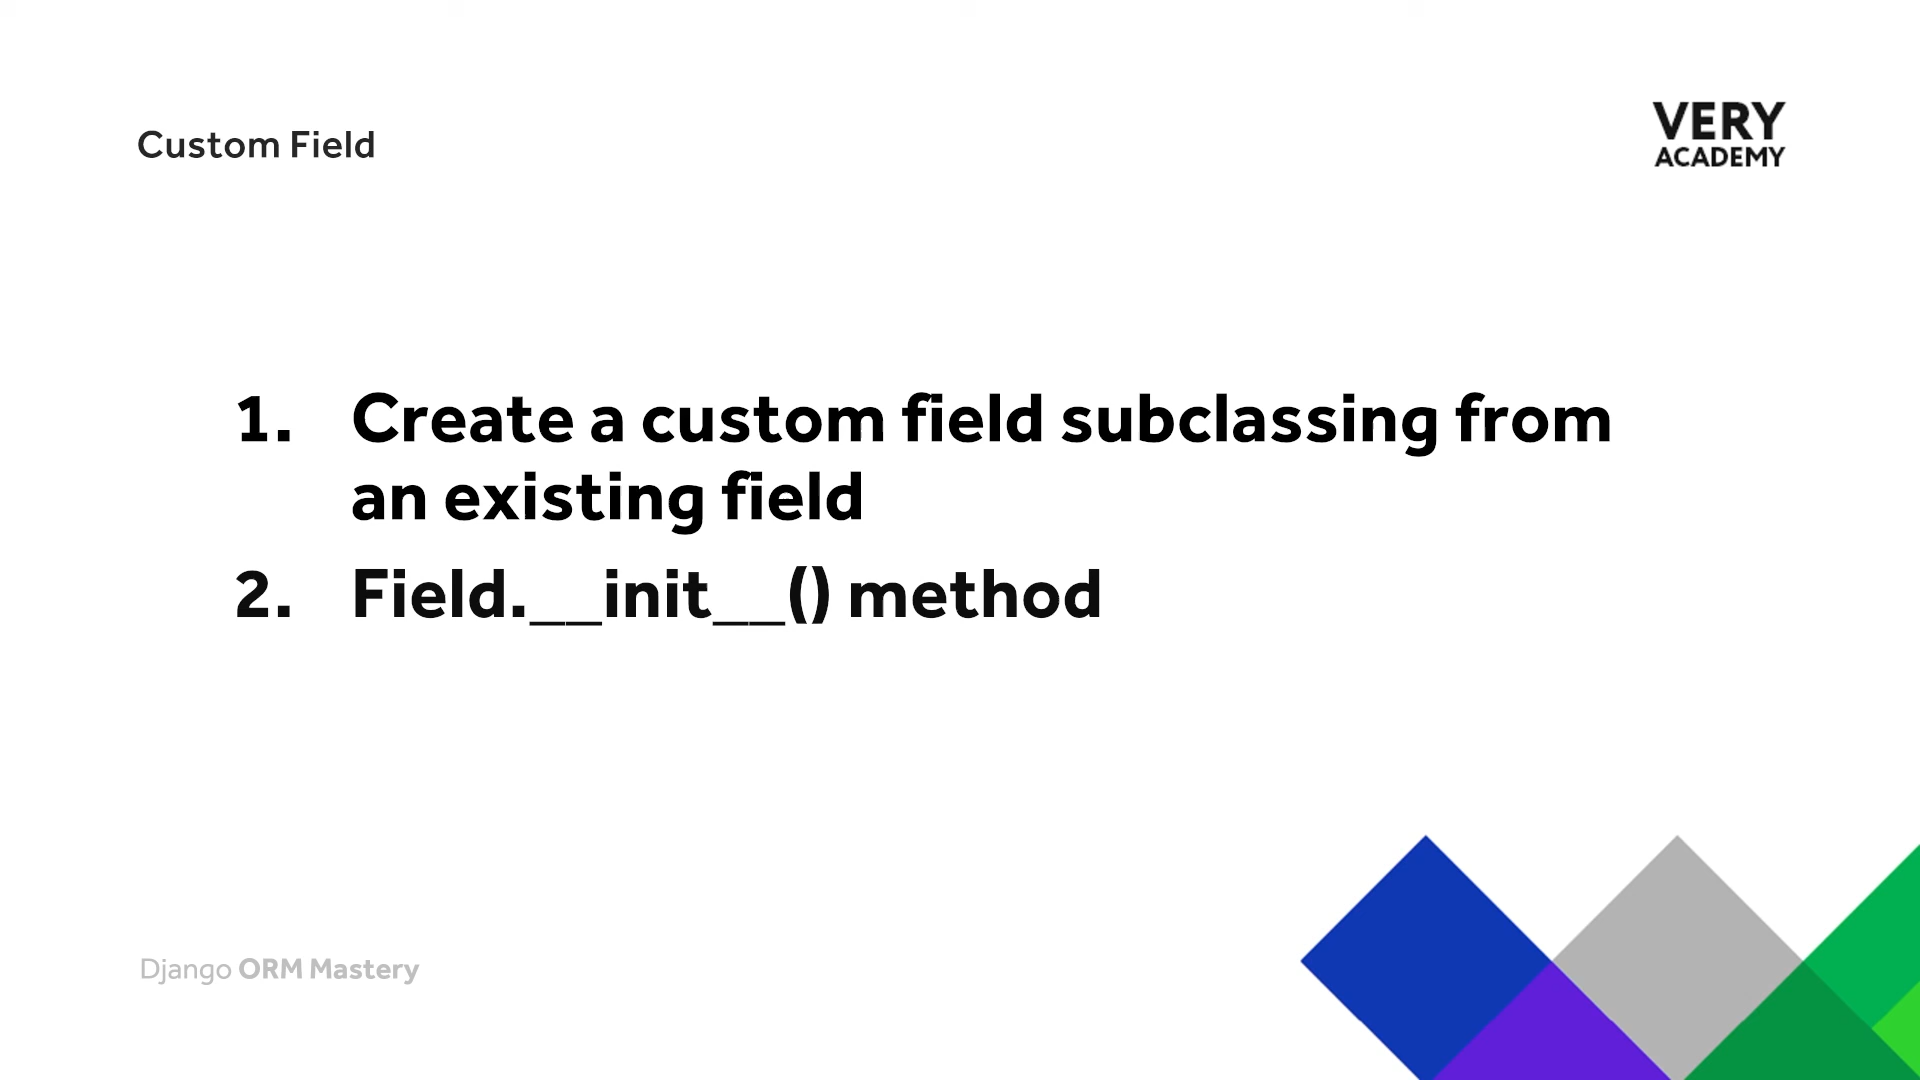 Custom Field
VERY
ACADEMY
1. Create a custom field subclassing from
an existing field
2. Field.__init__() method
Django ORM Mastery